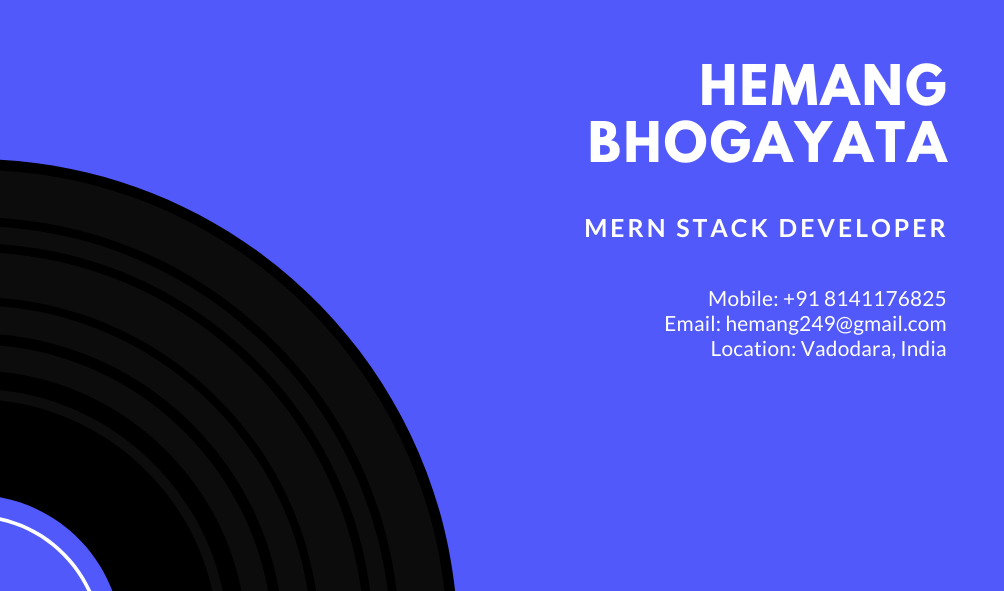 HEMANG
BHOGAYATA
MERN STACK DEVELOPER
Mobile: +91 8141176825
Email: hemang249@gmail.com
Location: Vadodara, India